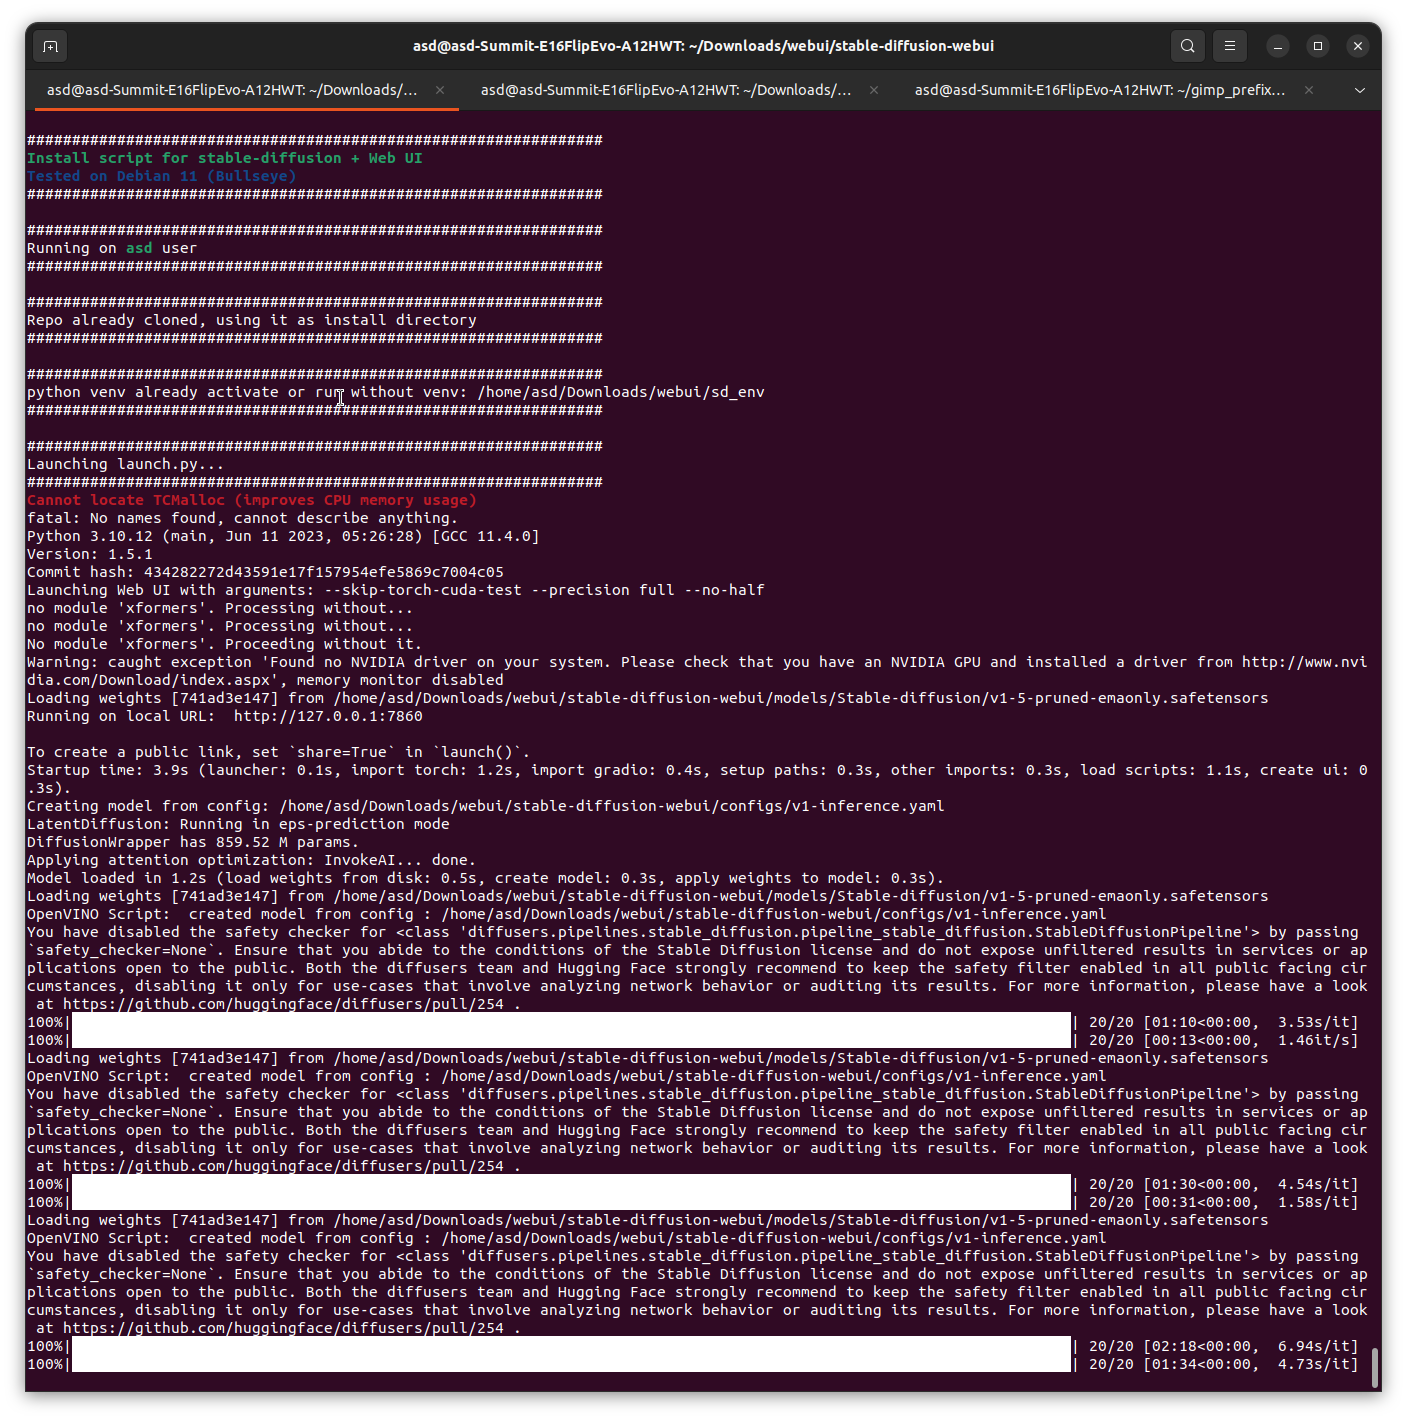 asd@asd-Summit-E16FlipEvo-A12HWT: ~/Downloads/webui/stable-diffusion-webui
asd@asd-Summit-E16FlipEvo-A12HWT: ~/Downloads/... × asd@asd-Summit-E16FlipEvo-A12HWT: ~/Downloads/... × asd@asd-Summit-E16FlipEvo-A12HWT: ~/gimp_prefix... ×
################################################################
Install script for stable-diffusion + Web UI
Tested on Debian 11 (Bullseye)
################################################################
################################################################
Running on asd user
################################################################
################################################################
Repo already cloned, using it as install directory
################################################################
################################################################
python venv already activate or run without venv: /home/asd/Downloads/webui/sd_env
################################################################
################################################################
Launching launch.py...
################################################################
Cannot locate TCMalloc (improves CPU memory usage)
fatal: No names found, cannot describe anything.
Python 3.10.12 (main, Jun 11 2023, 05:26:28) [GCC 11.4.0]
Version: 1.5.1
Commit hash: 434282272d43591e17f157954efe5869c7004c05
Launching Web UI with arguments: --skip-torch-cuda-test --precision full --no-half
no module 'xformers'. Processing without...
no module 'xformers'. Processing without...
No module 'xformers'. Proceeding without it.
Warning: caught exception 'Found no NVIDIA driver on your system. Please check that you have an NVIDIA GPU and installed a driver from http://www.nvi
dia.com/Download/index.aspx', memory monitor disabled
Loading weights [741ad3e147] from /home/asd/Downloads/webui/stable-diffusion-webui/models/Stable-diffusion/v1-5-pruned-emaonly.safetensors
Running on local URL:  http://127.0.0.1:7860
To create a public link, set `share=True` in `launch()`.
Startup time: 3.9s (launcher: 0.1s, import torch: 1.2s, import gradio: 0.4s, setup paths: 0.3s, other imports: 0.3s, load scripts: 1.1s, create ui: 0
.3s).
Creating model from config: /home/asd/Downloads/webui/stable-diffusion-webui/configs/v1-inference.yaml
LatentDiffusion: Running in eps-prediction mode
DiffusionWrapper has 859.52 M params.
Applying attention optimization: InvokeAI... done.
Model loaded in 1.2s (load weights from disk: 0.5s, create model: 0.3s, apply weights to model: 0.3s).
Loading weights [741ad3e147] from /home/asd/Downloads/webui/stable-diffusion-webui/models/Stable-diffusion/v1-5-pruned-emaonly.safetensors
OpenVINO Script:  created model from config : /home/asd/Downloads/webui/stable-diffusion-webui/configs/v1-inference.yaml
You have disabled the safety checker for <class 'diffusers.pipelines.stable_diffusion.pipeline_stable_diffusion.StableDiffusionPipeline'> by passing
`safety_checker=None`. Ensure that you abide to the conditions of the Stable Diffusion license and do not expose unfiltered results in services or ap
plications open to the public. Both the diffusers team and Hugging Face strongly recommend to keep the safety filter enabled in all public facing cir
cumstances, disabling it only for use-cases that involve analyzing network behavior or auditing its results. For more information, please have a look
at https://github.com/huggingface/diffusers/pull/254 .
100%| | 20/20 [01:10<00:00,  3.53s/it]
100%| | 20/20 [00:13<00:00,  1.46it/s]
Loading weights [741ad3e147] from /home/asd/Downloads/webui/stable-diffusion-webui/models/Stable-diffusion/v1-5-pruned-emaonly.safetensors
OpenVINO Script:  created model from config : /home/asd/Downloads/webui/stable-diffusion-webui/configs/v1-inference.yaml
You have disabled the safety checker for <class 'diffusers.pipelines.stable_diffusion.pipeline_stable_diffusion.StableDiffusionPipeline'> by passing
`safety_checker=None`. Ensure that you abide to the conditions of the Stable Diffusion license and do not expose unfiltered results in services or ap
plications open to the public. Both the diffusers team and Hugging Face strongly recommend to keep the safety filter enabled in all public facing cir
cumstances, disabling it only for use-cases that involve analyzing network behavior or auditing its results. For more information, please have a look
at https://github.com/huggingface/diffusers/pull/254 .
100%| | 20/20 [01:30<00:00,  4.54s/it]
100%| | 20/20 [00:31<00:00,  1.58s/it]
Loading weights [741ad3e147] from /home/asd/Downloads/webui/stable-diffusion-webui/models/Stable-diffusion/v1-5-pruned-emaonly.safetensors
OpenVINO Script:  created model from config : /home/asd/Downloads/webui/stable-diffusion-webui/configs/v1-inference.yaml
You have disabled the safety checker for <class 'diffusers.pipelines.stable_diffusion.pipeline_stable_diffusion.StableDiffusionPipeline'> by passing
`safety_checker=None`. Ensure that you abide to the conditions of the Stable Diffusion license and do not expose unfiltered results in services or ap
plications open to the public. Both the diffusers team and Hugging Face strongly recommend to keep the safety filter enabled in all public facing cir
cumstances, disabling it only for use-cases that involve analyzing network behavior or auditing its results. For more information, please have a look
at https://github.com/huggingface/diffusers/pull/254 .
100%| | 20/20 [02:18<00:00,  6.94s/it]
100%| | 20/20 [01:34<00:00,  4.73s/it]